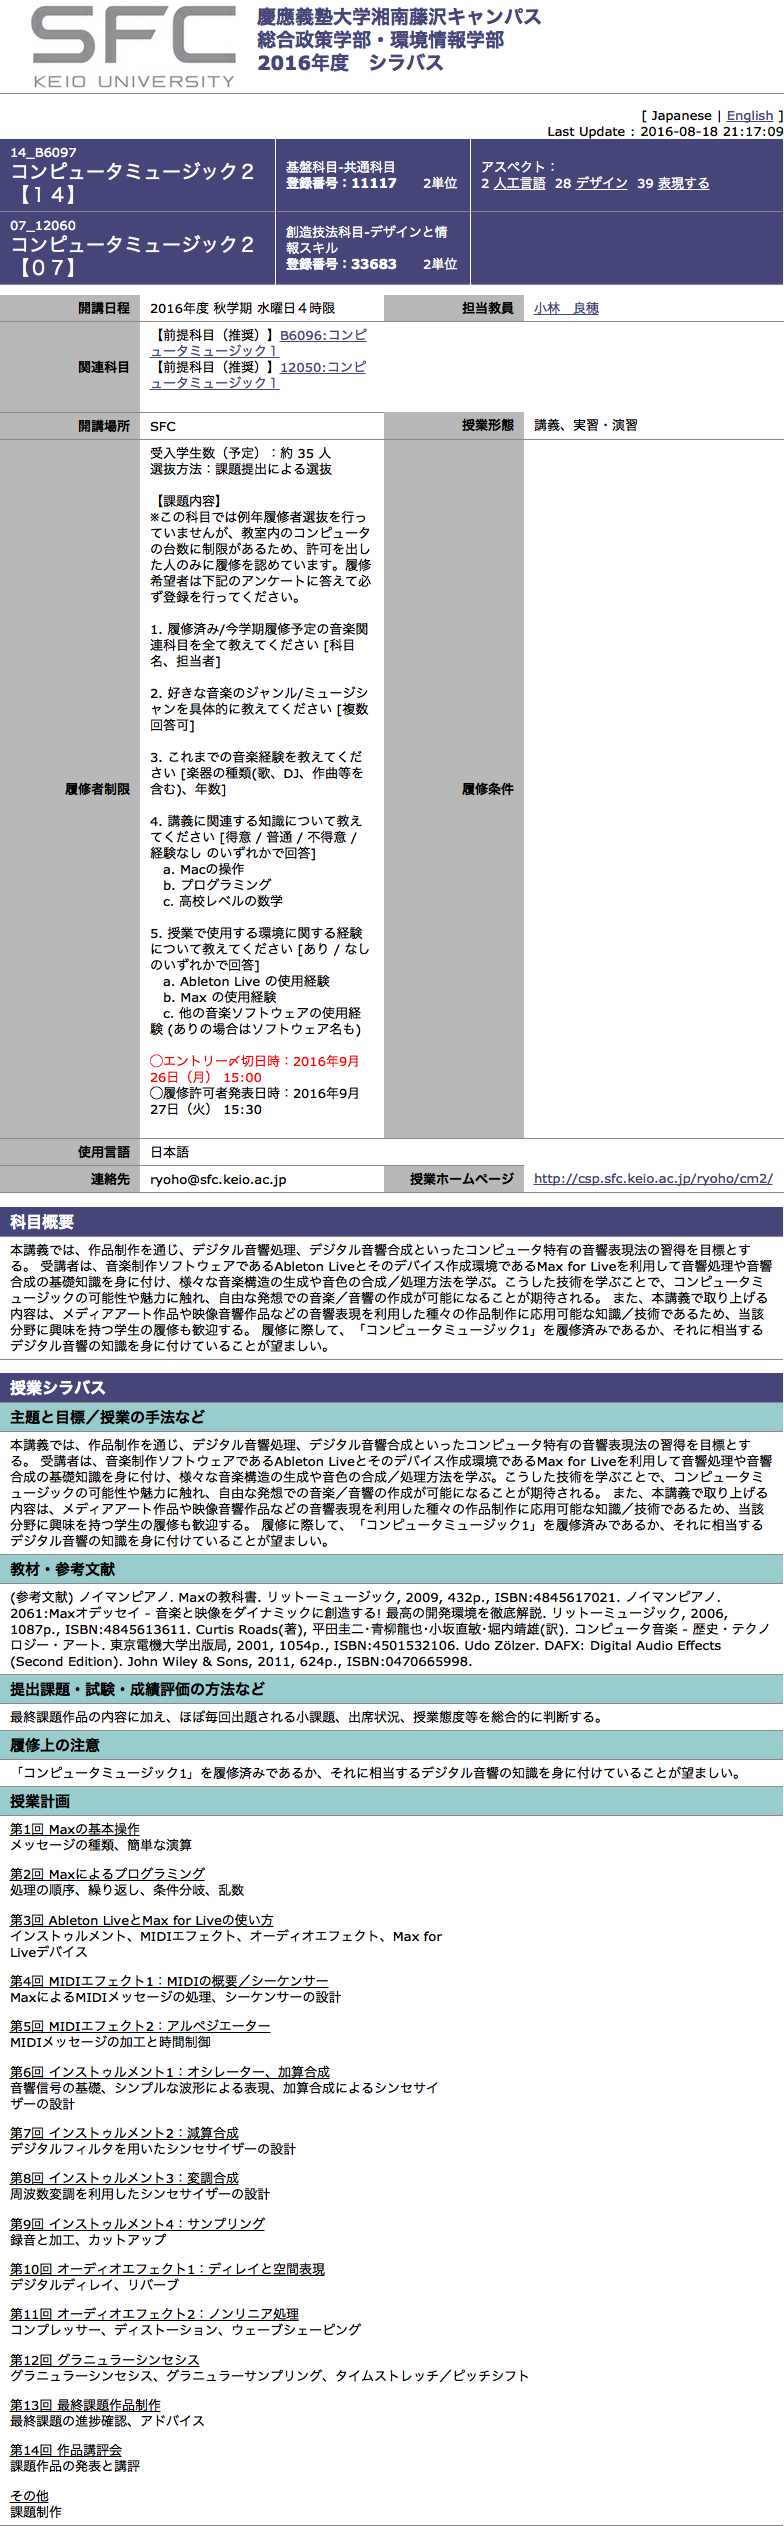 SFC
KEIO UNIVERSITY
慶應義塾大学湘南藤沢キャンパス
総合政策学部・環境情報学部
2016年度　シラバス
[ Japanese | English ]
Last Update : 2016-08-18 21:17:09
14_B6097
コンピュータミュージック２
【１４】
基盤科目-共通科目
登録番号：11117　　2単位
アスペクト：
2 人工言語 28 デザイン 39 表現する
07_12060
コンピュータミュージック２
【０７】
創造技法科目-デザインと情
報スキル
登録番号：33683　　2単位
開講日程
2016年度 秋学期 水曜日４時限
担当教員
小林　良穂
関連科目
【前提科目（推奨）】B6096:コンピ
ュータミュージック１
【前提科目（推奨）】12050:コンピ
ュータミュージック１
開講場所
SFC
授業形態
講義、実習・演習
履修者制限
受入学生数（予定）：約 35 人
選抜方法：課題提出による選抜
【課題内容】
※この科目では例年履修者選抜を行っ
ていませんが、教室内のコンピュータ
の台数に制限があるため、許可を出し
た人のみに履修を認めています。履修
希望者は下記のアンケートに答えて必
ず登録を行ってください。
1. 履修済み/今学期履修予定の音楽関
連科目を全て教えてください [科目
名、担当者]
2. 好きな音楽のジャンル/ミュージシ
ャンを具体的に教えてください [複数
回答可]
3. これまでの音楽経験を教えてくだ
さい [楽器の種類(歌、DJ、作曲等を
含む)、年数]
4. 講義に関連する知識について教え
てください [得意 / 普通 / 不得意 /
経験なし のいずれかで回答]
a. Macの操作
b. プログラミング
c. 高校レベルの数学
5. 授業で使用する環境に関する経験
について教えてください [あり / なし
のいずれかで回答]
a. Ableton Live の使用経験
b. Max の使用経験
c. 他の音楽ソフトウェアの使用経
験 (ありの場合はソフトウェア名も)
◯エントリー〆切日時：2016年9月
26日（月） 15:00
◯履修許可者発表日時：2016年9月
27日（火） 15:30
履修条件
使用言語
日本語
連絡先
ryoho@sfc.keio.ac.jp
授業ホームページ
http://csp.sfc.keio.ac.jp/ryoho/cm2/
科目概要
本講義では、作品制作を通じ、デジタル音響処理、デジタル音響合成といったコンピュータ特有の音響表現法の習得を目標とす
る。 受講者は、音楽制作ソフトウェアであるAbleton Liveとそのデバイス作成環境であるMax for Liveを利用して音響処理や音響
合成の基礎知識を身に付け、様々な音楽構造の生成や音色の合成／処理方法を学ぶ。こうした技術を学ぶことで、コンピュータミ
ュージックの可能性や魅力に触れ、自由な発想での音楽／音響の作成が可能になることが期待される。 また、本講義で取り上げる
内容は、メディアアート作品や映像音響作品などの音響表現を利用した種々の作品制作に応用可能な知識／技術であるため、当該
分野に興味を持つ学生の履修も歓迎する。 履修に際して、「コンピュータミュージック1」を履修済みであるか、それに相当する
デジタル音響の知識を身に付けていることが望ましい。
授業シラバス
主題と目標／授業の手法など
本講義では、作品制作を通じ、デジタル音響処理、デジタル音響合成といったコンピュータ特有の音響表現法の習得を目標とす
る。 受講者は、音楽制作ソフトウェアであるAbleton Liveとそのデバイス作成環境であるMax for Liveを利用して音響処理や音響
合成の基礎知識を身に付け、様々な音楽構造の生成や音色の合成／処理方法を学ぶ。こうした技術を学ぶことで、コンピュータミ
ュージックの可能性や魅力に触れ、自由な発想での音楽／音響の作成が可能になることが期待される。 また、本講義で取り上げる
内容は、メディアアート作品や映像音響作品などの音響表現を利用した種々の作品制作に応用可能な知識／技術であるため、当該
分野に興味を持つ学生の履修も歓迎する。 履修に際して、「コンピュータミュージック1」を履修済みであるか、それに相当する
デジタル音響の知識を身に付けていることが望ましい。
教材・参考文献
(参考文献) ノイマンピアノ. Maxの教科書. リットーミュージック, 2009, 432p., ISBN:4845617021. ノイマンピアノ.
2061:Maxオデッセイ - 音楽と映像をダイナミックに創造する! 最高の開発環境を徹底解説. リットーミュージック, 2006,
1087p., ISBN:4845613611. Curtis Roads(著), 平田圭二･青柳龍也･小坂直敏･堀内靖雄(訳). コンピュータ音楽 - 歴史・テクノ
ロジー・アート. 東京電機大学出版局, 2001, 1054p., ISBN:4501532106. Udo Zölzer. DAFX: Digital Audio Effects
(Second Edition). John Wiley & Sons, 2011, 624p., ISBN:0470665998.
提出課題・試験・成績評価の方法など
最終課題作品の内容に加え、ほぼ毎回出題される小課題、出席状況、授業態度等を総合的に判断する。
履修上の注意
「コンピュータミュージック1」を履修済みであるか、それに相当するデジタル音響の知識を身に付けていることが望ましい。
授業計画
第1回 Maxの基本操作
メッセージの種類、簡単な演算
第2回 Maxによるプログラミング
処理の順序、繰り返し、条件分岐、乱数
第3回 Ableton LiveとMax for Liveの使い方
インストゥルメント、MIDIエフェクト、オーディオエフェクト、Max for
Liveデバイス
第4回 MIDIエフェクト1：MIDIの概要／シーケンサー
MaxによるMIDIメッセージの処理、シーケンサーの設計
第5回 MIDIエフェクト2：アルペジエーター
MIDIメッセージの加工と時間制御
第6回 インストゥルメント1：オシレーター、加算合成
音響信号の基礎、シンプルな波形による表現、加算合成によるシンセサイ
ザーの設計
第7回 インストゥルメント2：減算合成
デジタルフィルタを用いたシンセサイザーの設計
第8回 インストゥルメント3：変調合成
周波数変調を利用したシンセサイザーの設計
第9回 インストゥルメント4：サンプリング
録音と加工、カットアップ
第10回 オーディオエフェクト1：ディレイと空間表現
デジタルディレイ、リバーブ
第11回 オーディオエフェクト2：ノンリニア処理
コンプレッサー、ディストーション、ウェーブシェーピング
第12回 グラニュラーシンセシス
グラニュラーシンセシス、グラニュラーサンプリング、タイムストレッチ／ピッチシフト
第13回 最終課題作品制作
最終課題の進捗確認、アドバイス
第14回 作品講評会
課題作品の発表と講評
その他
課題制作